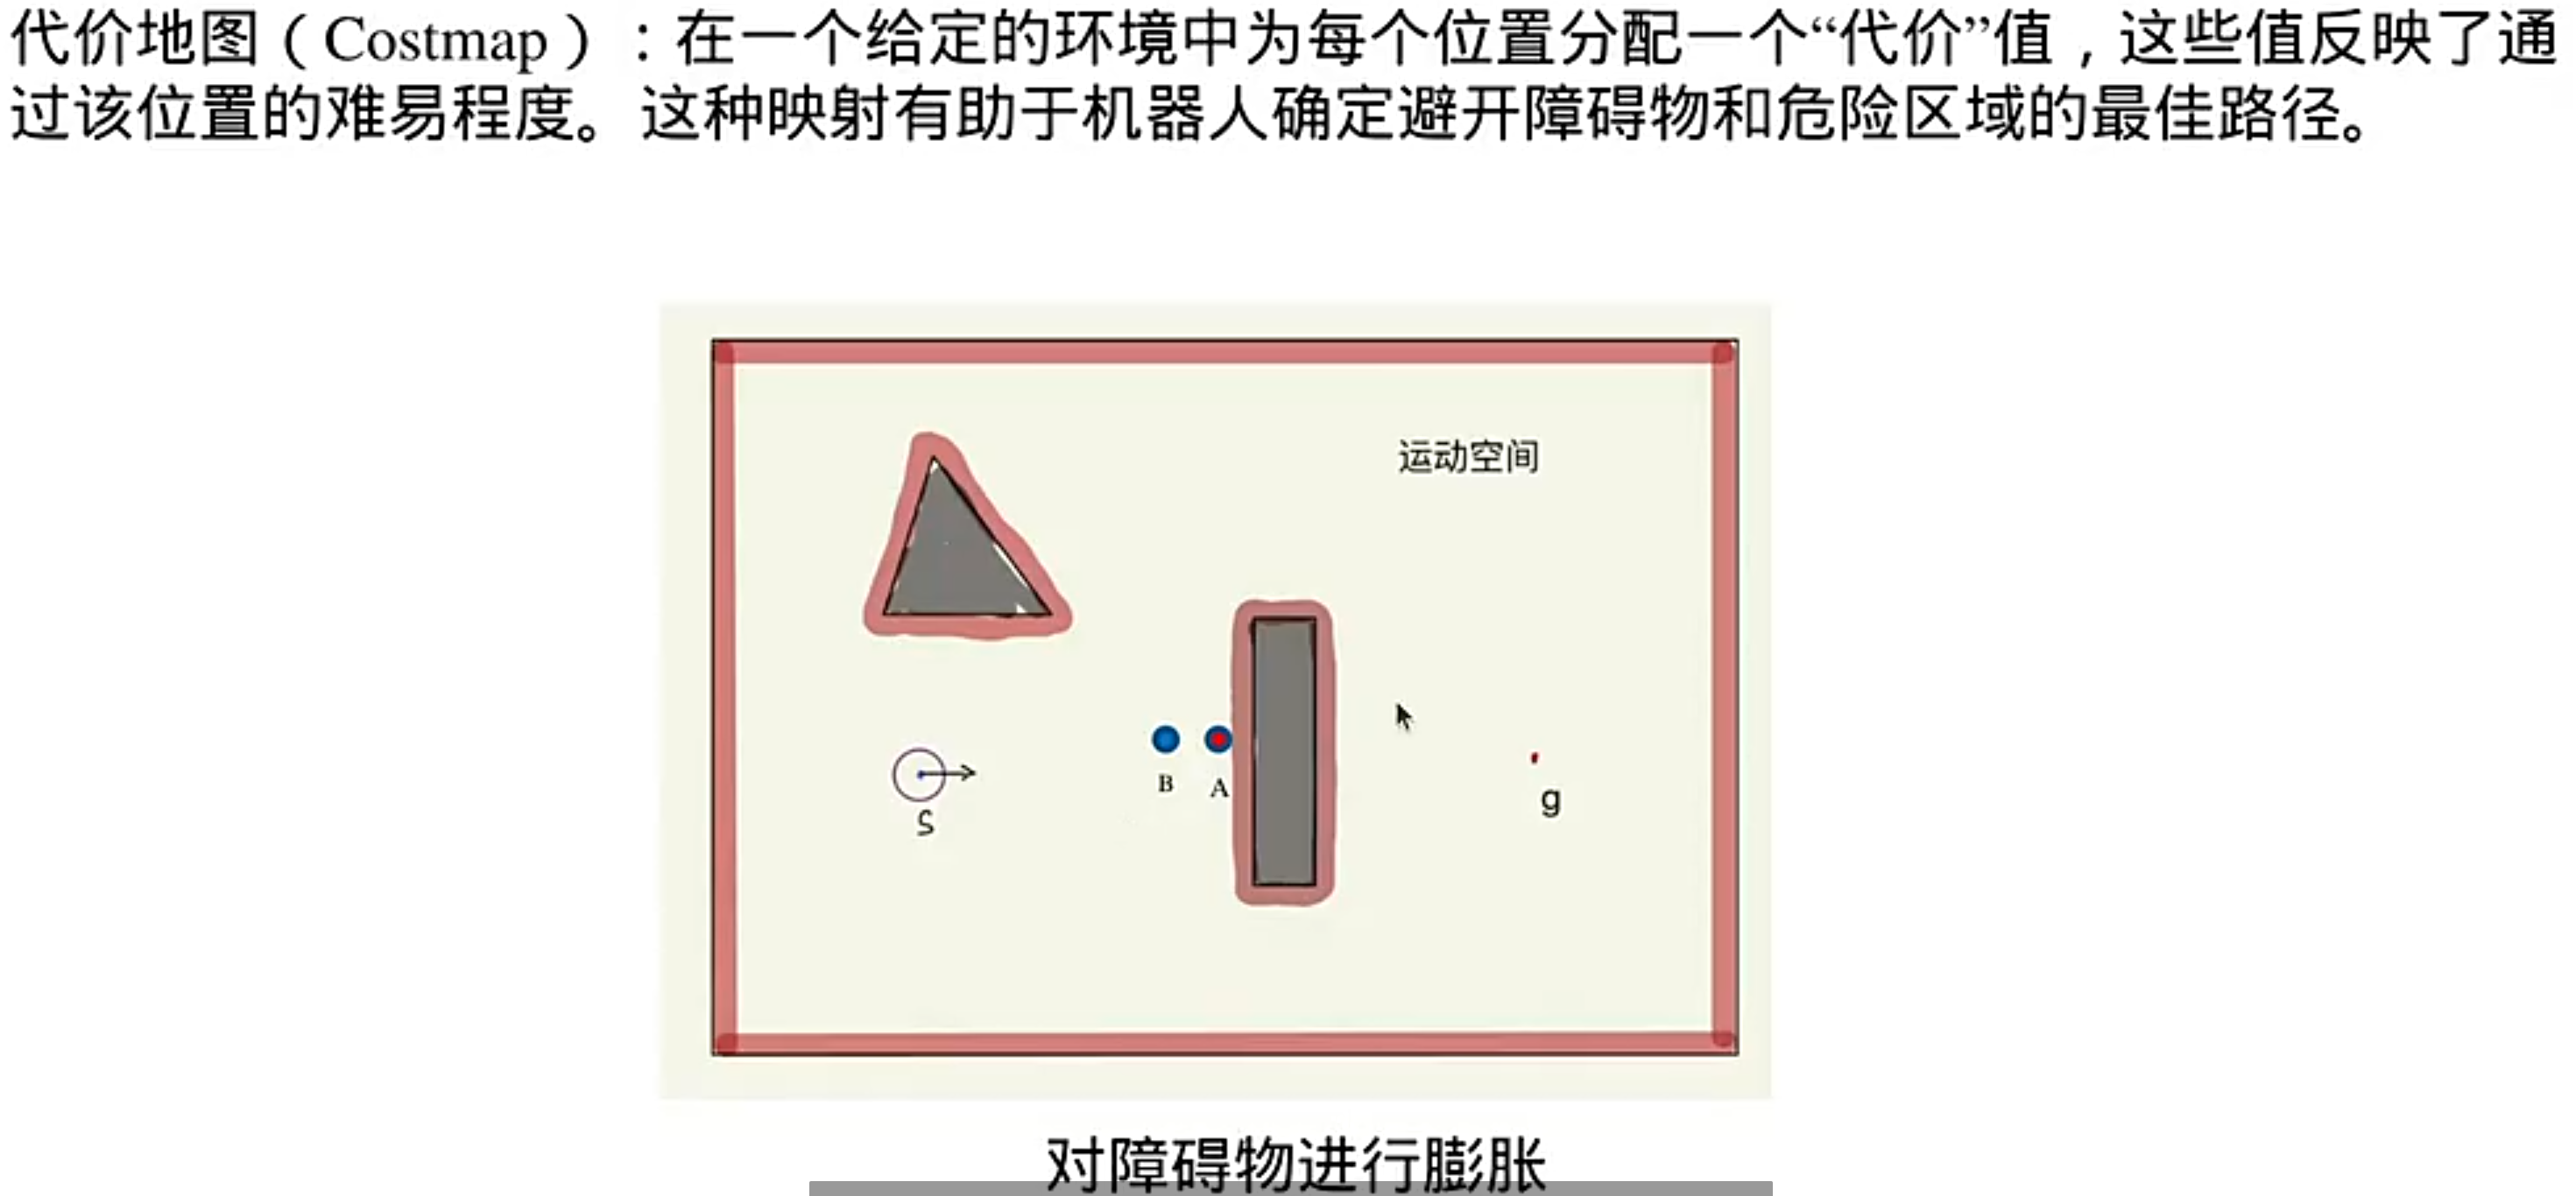 代价地图（Costmap）：在一个给定的环境中为每个位置分配一个“代价”值，这些值反映了通
过该位置的难易程度。这种映射有助于机器人确定避开障碍物和危险区域的最佳路径。
运动空间
B
A
S
g
对障碍物进行膨胀